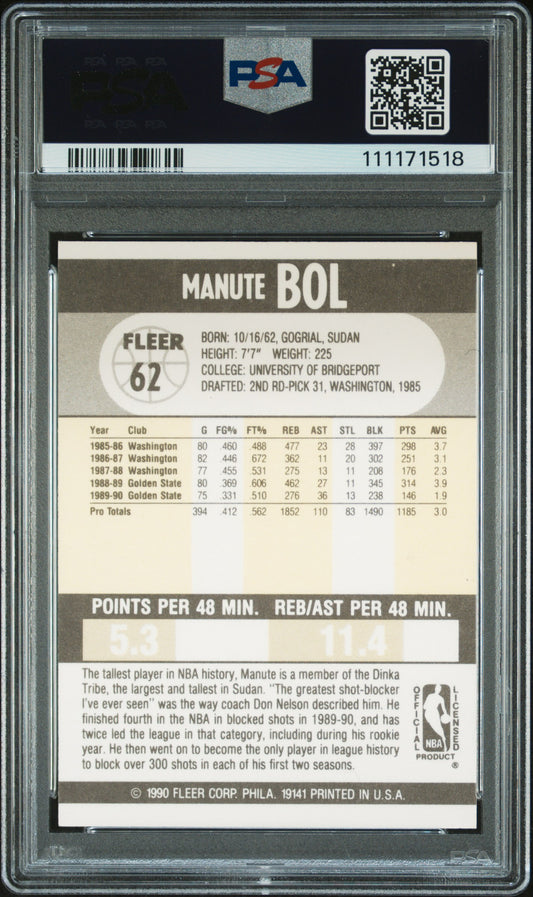 PSA
PSA
PSA PSA PSA
111171518
MANUTE BOL
FLEER
62
BORN: 10/16/62, GOGRIAL, SUDAN
HEIGHT: 7'7" WEIGHT: 225
COLLEGE: UNIVERSITY OF BRIDGEPORT
DRAFTED: 2ND RD-PICK 31, WASHINGTON, 1985
Year Club G FG% FT% REB AST STL BLK PTS AVG
1985-86 Washington 80 .460 .488 477 23 28 397 298 3.7
1986-87 Washington 82 .446 .672 362 11 20 302 251 3.1
1987-88 Washington 77 .455 .531 275 13 11 208 176 2.3
1988-89 Golden State 80 .369 .606 462 27 11 345 314 3.9
1989-90 Golden State 75 .331 .510 276 36 13 238 146 1.9
Pro Totals 394 .412 .562 1852 110 83 1490 1185 3.0
POINTS PER 48 MIN. REB/AST PER 48 MIN.
5.3 11.4
The tallest player in NBA history, Manute is a member of the Dinka
Tribe, the largest and tallest in Sudan. "The greatest shot-blocker
I've ever seen" was the way coach Don Nelson described him. He
finished fourth in the NBA in blocked shots in 1989-90, and has
twice led the league in that category, including during his rookie
year. He then went on to become the only player in league history
to block over 300 shots in each of his first two seasons.
OFFICIAL LICENSED
NBA
PRODUCT ®
© 1990 FLEER CORP. PHILA. 19141 PRINTED IN U.S.A.
PSA